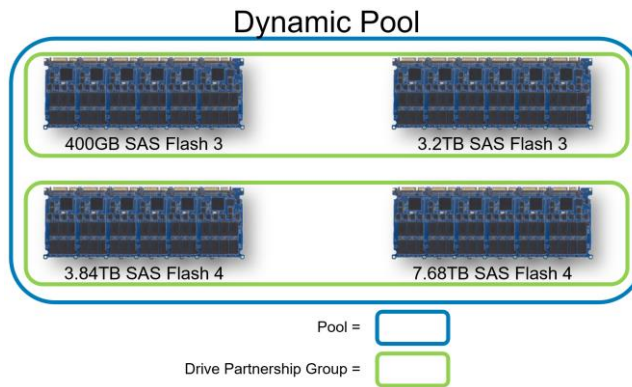 Dynamic Pool
400GB SAS Flash 3
3.2TB SAS Flash 3
3.84TB SAS Flash 4
7.68TB SAS Flash 4
Pool =
Drive Partnership Group =